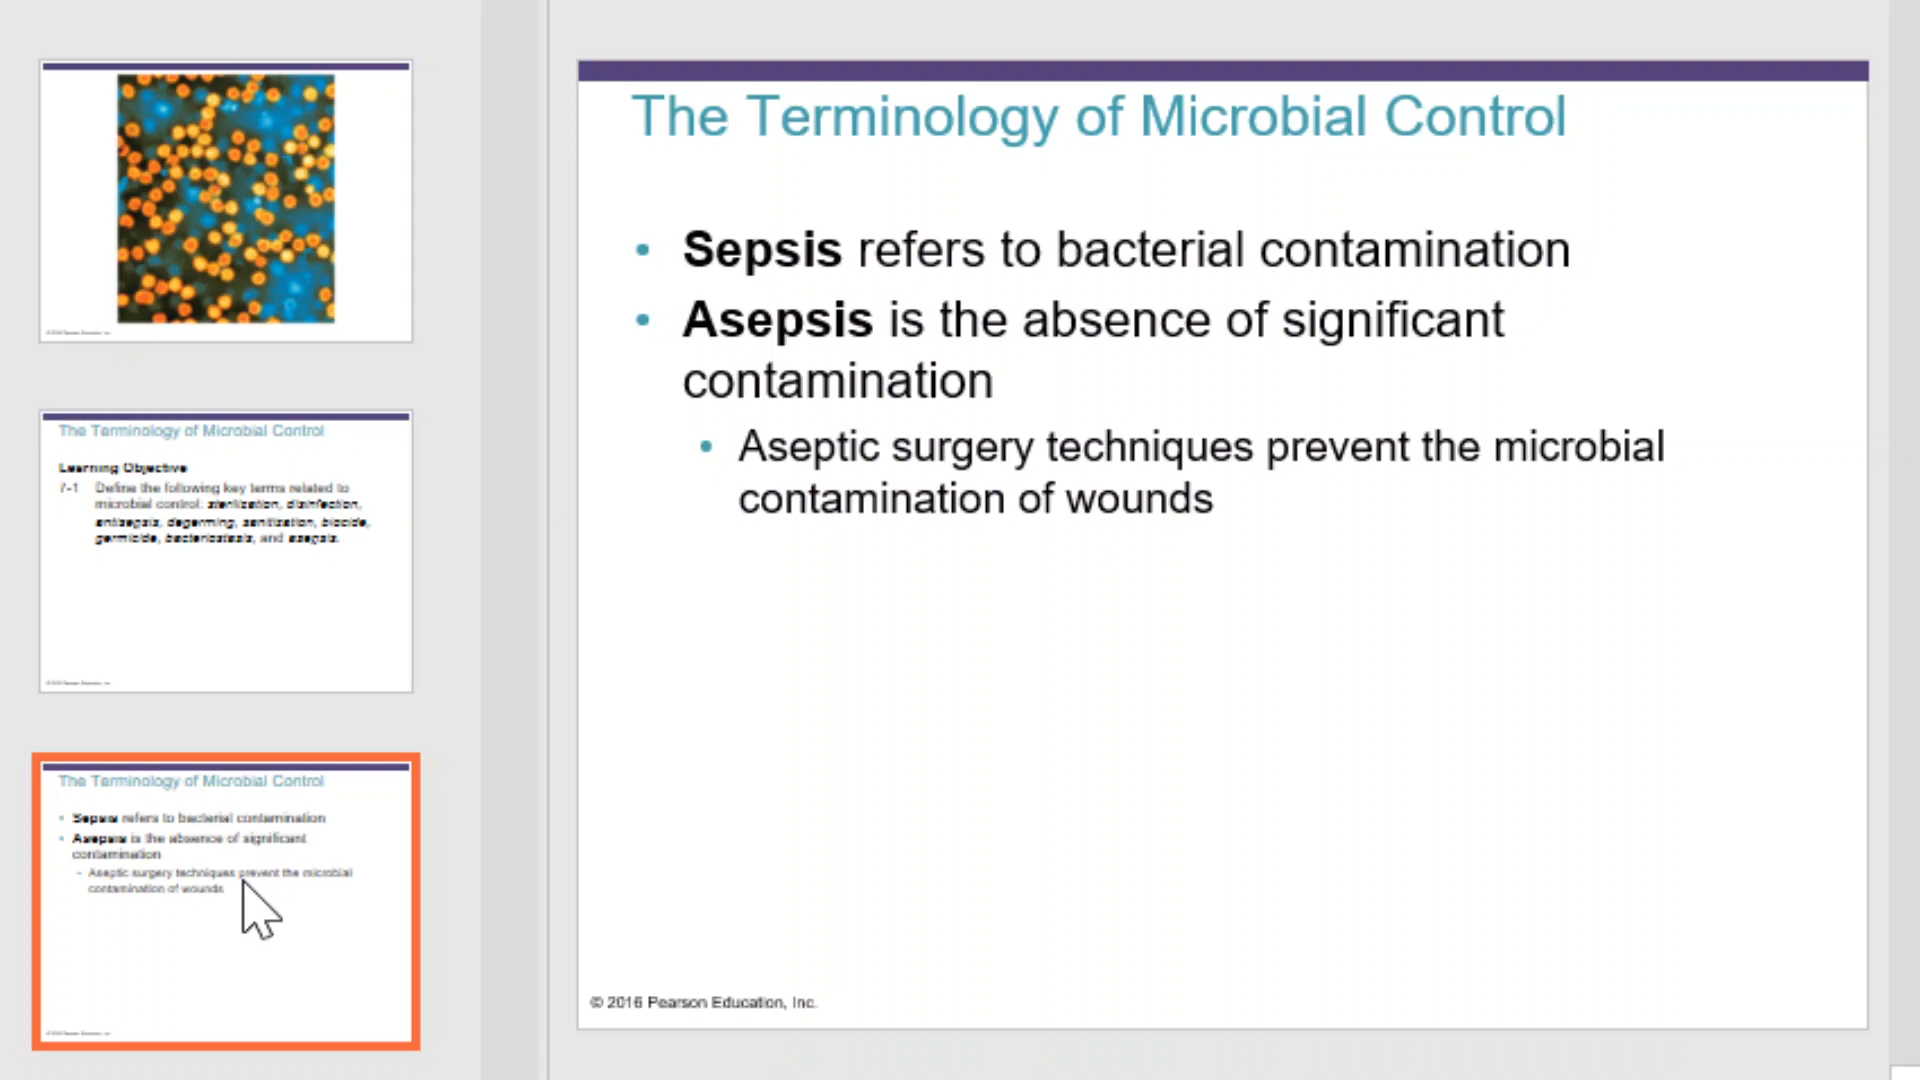 The Terminology of Microbial Control
Learning Objective
7-1 Define the following key terms related to
microbial control: sterilization, disinfection,
antisepsis, degerming, sanitization, biocide,
germicide, bacteriostasis, and asepsis.
The Terminology of Microbial Control
• Sepsis refers to bacterial contamination
• Asepsis is the absence of significant
contamination
• Aseptic surgery techniques prevent the microbial
contamination of wounds
The Terminology of Microbial Control
• Sepsis refers to bacterial contamination
• Asepsis is the absence of significant
contamination
• Aseptic surgery techniques prevent the microbial
contamination of wounds
© 2016 Pearson Education, Inc.